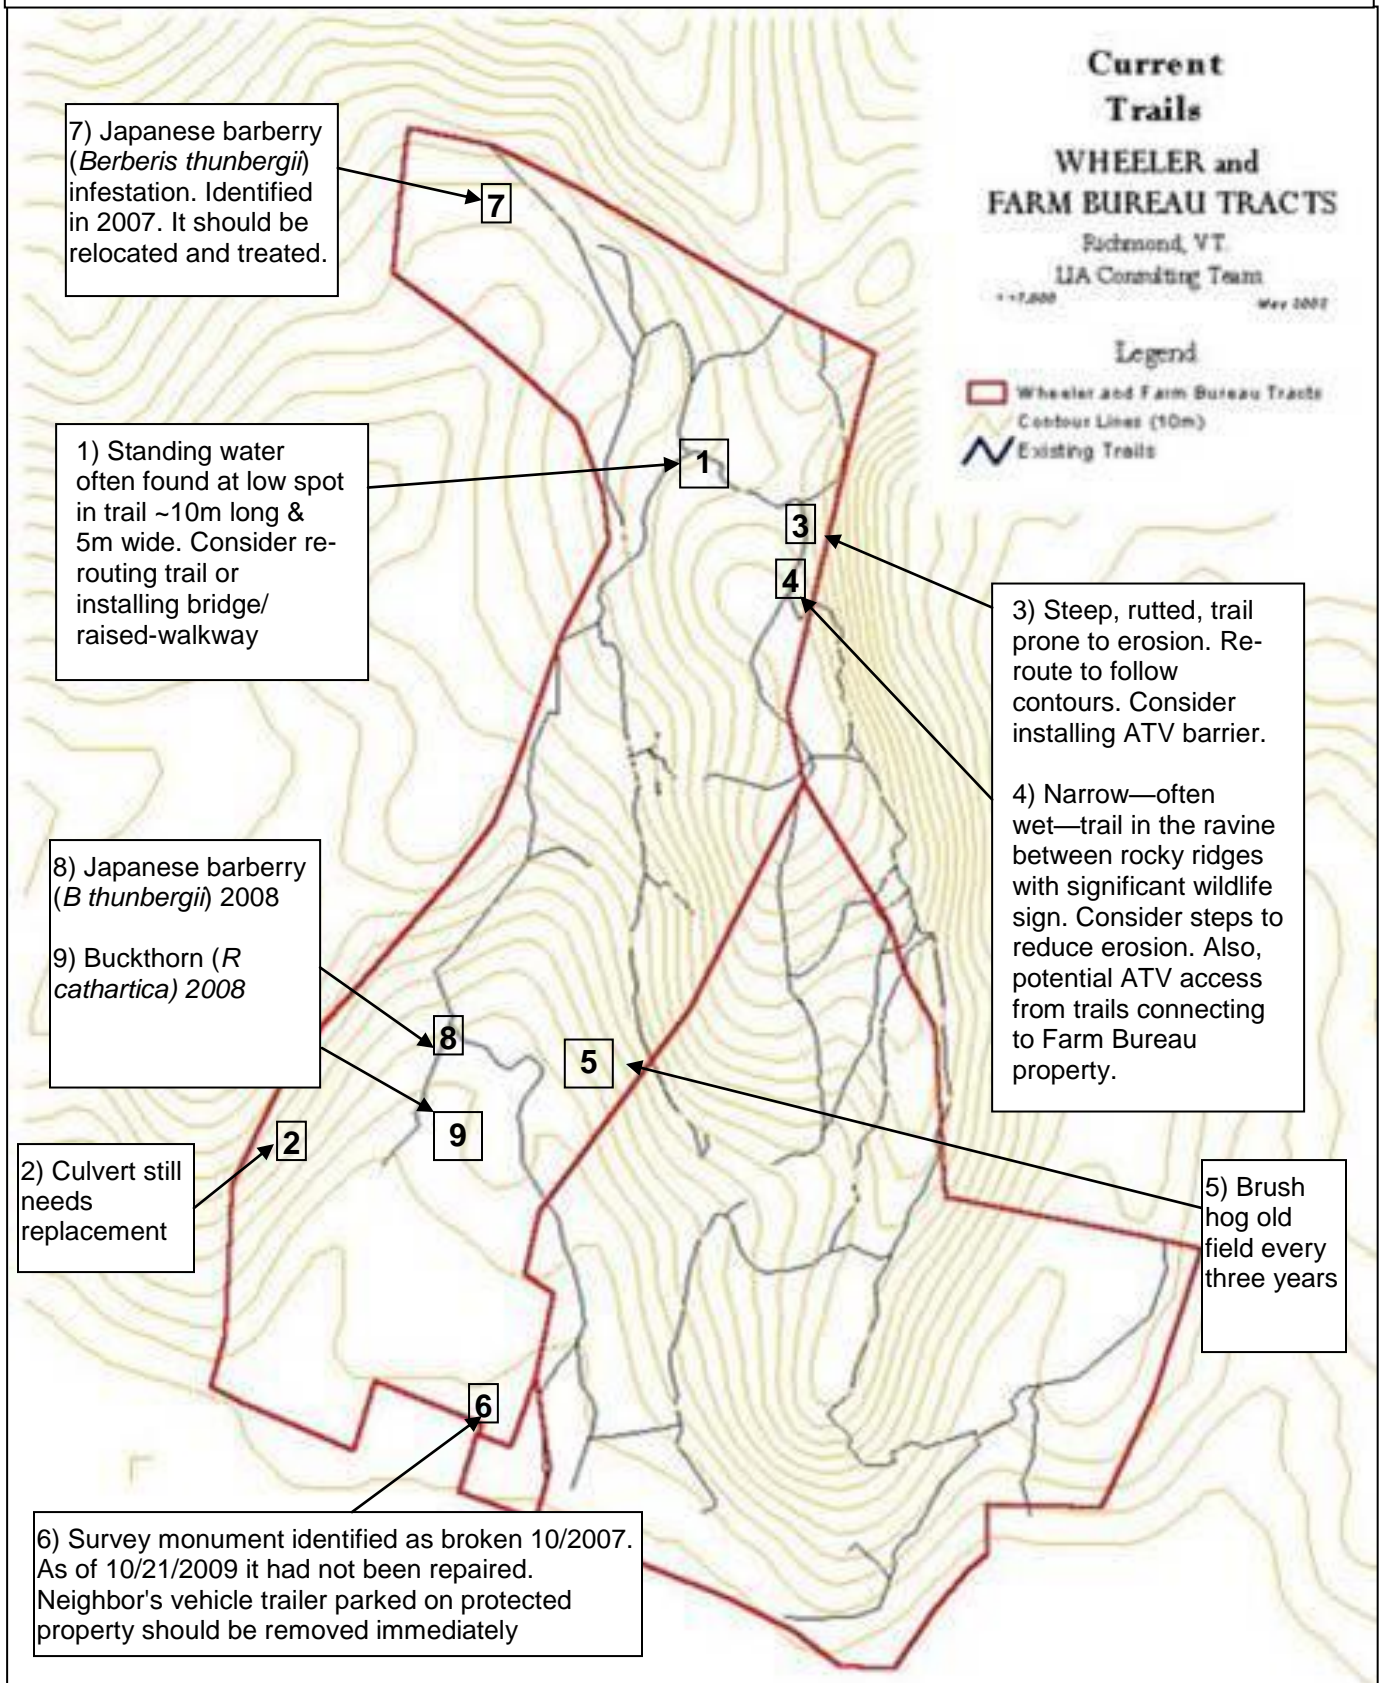 Current
Trails
WHEELER and
FARM BUREAU TRACTS
Richmond, VT.
LIA Consulting Team
May 2002
Legend
Wheeler and Farm Bureau Tracts
Contour Lines (10m)
Existing Trails
7) Japanese barberry
(Berberis thunbergii)
infestation. Identified
in 2007. It should be
relocated and treated.
7
1) Standing water
often found at low spot
in trail ~10m long &
5m wide. Consider re-
routing trail or
installing bridge/
raised-walkway
1
3
4
3) Steep, rutted, trail
prone to erosion. Re-
route to follow
contours. Consider
installing ATV barrier.
4) Narrow—often
wet—trail in the ravine
between rocky ridges
with significant wildlife
sign. Consider steps to
reduce erosion. Also,
potential ATV access
from trails connecting
to Farm Bureau
property.
8) Japanese barberry
(B thunbergii) 2008
9) Buckthorn (R
cathartica) 2008
8
5
9
2
2) Culvert still
needs
replacement
5) Brush
hog old
field every
three years
6
6) Survey monument identified as broken 10/2007.
As of 10/21/2009 it had not been repaired.
Neighbor's vehicle trailer parked on protected
property should be removed immediately